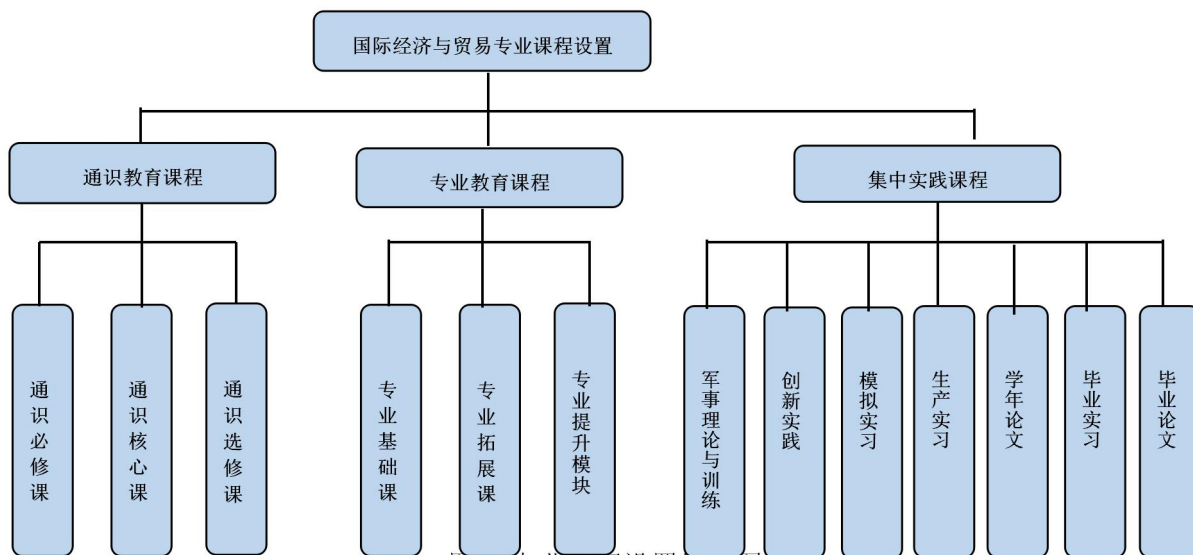 国际经济与贸易专业课程设置
通识教育课程
专业教育课程
集中实践课程
通识必修课
通识核心课
通识选修课
专业基础课
专业拓展课
专业提升模块
军事理论与训练
创新实践
模拟实习
生产实习
学年论文
毕业实习
毕业论文